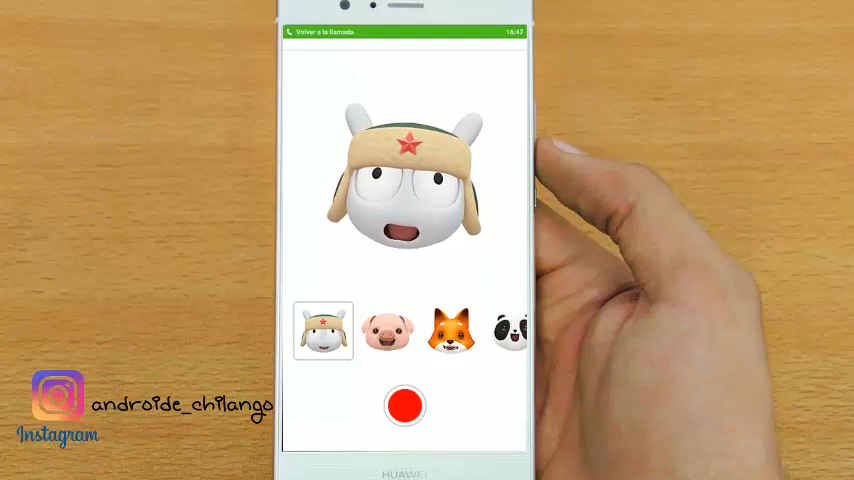 Volver a la llamada
16:47
androide_chilango
Instagram
HUAWEI